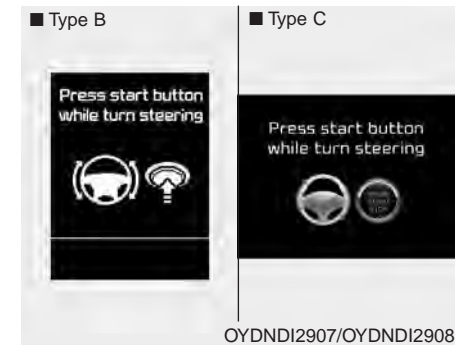 ■ Type B
Press start button
while turn steering
■ Type C
Press start button
while turn steering
OYDNDI2907/OYDNDI2908